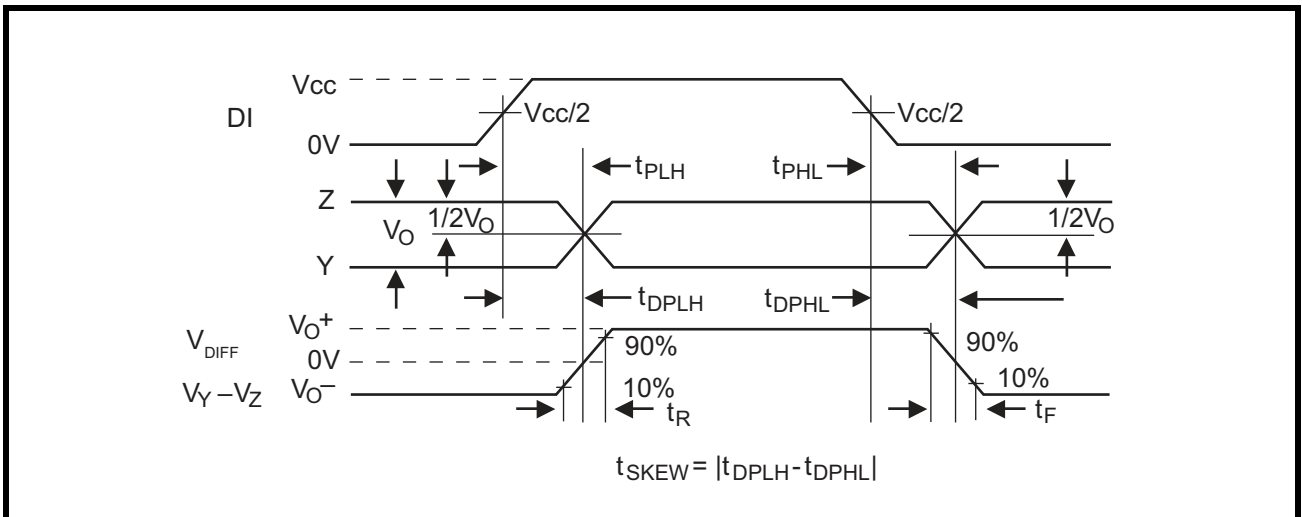 Vcc
DI
Vcc/2
Vcc/2
0V
tPLH
tPHL
Z
VO
1/2VO
1/2VO
Y
tDPLH
tDPHL
VO+
VDIFF
90%
90%
0V
VY –VZ
VO–
10%
10%
tR
tF
tSKEW = |tDPLH-tDPHL|